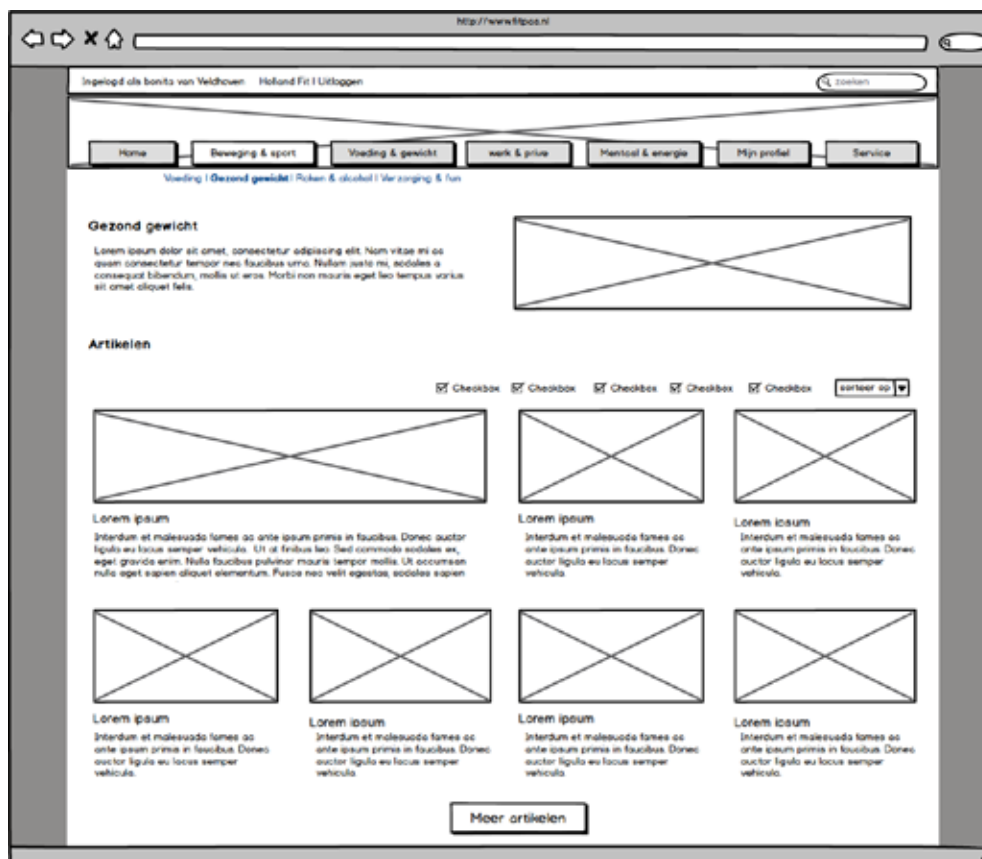 http://www.fitpas.nl
Ingelogd als bonita van Veldhoven Holland Fit | Uitloggen
zoeken
Home Beweging & sport Voeding & gewicht werk & prive Mentaal & energie Mijn profiel Service
Voeding | Gezond gewicht | Roken & alcohol | Verzorging & fun
Gezond gewicht
Lorem ipsum dolor sit amet, consectetur adipiscing elit. Nam vitae mi ac
quam consectetur tempor nec faucibus urna. Nullam justo mi, sodales a
consequat bibendum, mollis ut eros. Morbi non mauris eget leo tempus varius
sit amet aliquet felis.
Artikelen
Checkbox Checkbox Checkbox Checkbox Checkbox sorteer op
Lorem ipsum
Interdum et malesuada fames ac ante ipsum primis in faucibus. Donec auctor
ligula eu lacus semper vehicula. Ut at finibus leo. Sed commodo sodales ex,
eget gravida enim. Nulla faucibus pulvinar mauris tempor mollis. Ut accumsan
nulla eget sapien aliquet elementum. Fusce nec velit egestas, sodales sapien
Lorem ipsum
Interdum et malesuada fames ac
ante ipsum primis in faucibus. Donec
auctor ligula eu lacus semper
vehicula.
Lorem ipsum
Interdum et malesuada fames ac
ante ipsum primis in faucibus. Donec
auctor ligula eu lacus semper
vehicula.
Lorem ipsum
Interdum et malesuada fames ac
ante ipsum primis in faucibus. Donec
auctor ligula eu lacus semper
vehicula.
Lorem ipsum
Interdum et malesuada fames ac
ante ipsum primis in faucibus. Donec
auctor ligula eu lacus semper
vehicula.
Lorem ipsum
Interdum et malesuada fames ac
ante ipsum primis in faucibus. Donec
auctor ligula eu lacus semper
vehicula.
Lorem ipsum
Interdum et malesuada fames ac
ante ipsum primis in faucibus. Donec
auctor ligula eu lacus semper
vehicula.
Meer artikelen